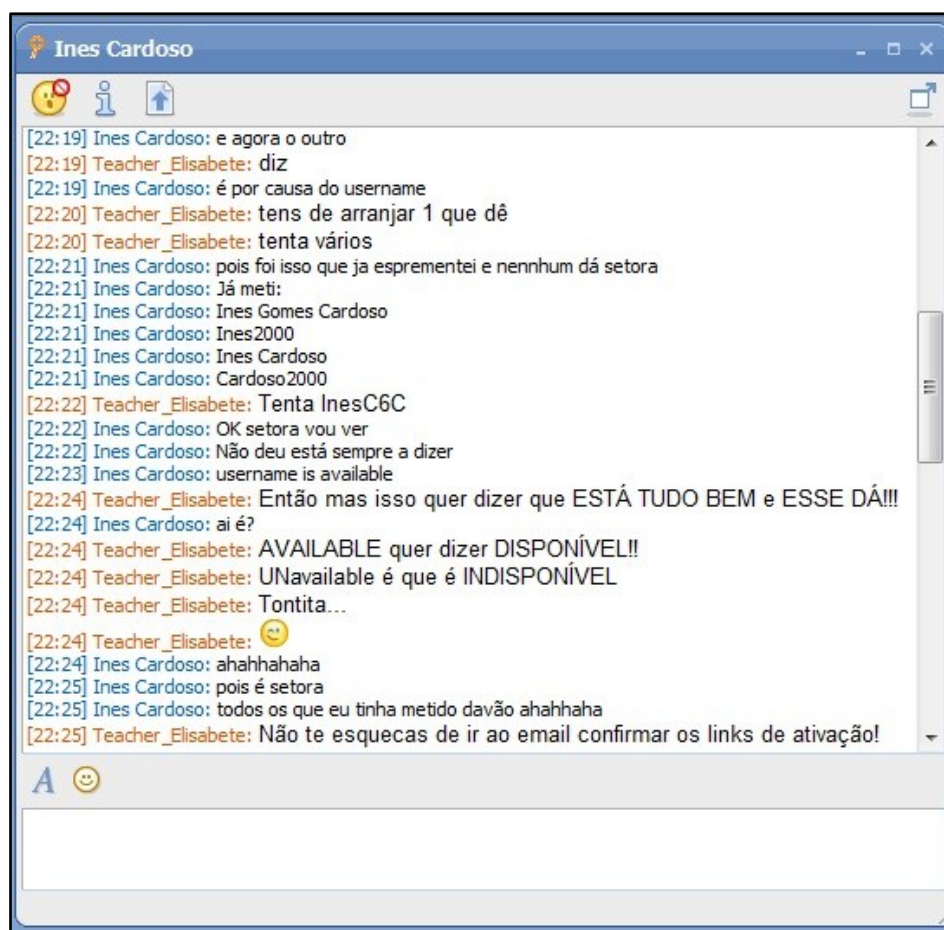 Ines Cardoso
[22:19] Ines Cardoso: e agora o outro
[22:19] Teacher_Elisabete: diz
[22:19] Ines Cardoso: é por causa do username
[22:20] Teacher_Elisabete: tens de arranjar 1 que dê
[22:20] Teacher_Elisabete: tenta vários
[22:21] Ines Cardoso: pois foi isso que ja esprementei e nennhum dá setora
[22:21] Ines Cardoso: Já meti:
[22:21] Ines Cardoso: Ines Gomes Cardoso
[22:21] Ines Cardoso: Ines2000
[22:21] Ines Cardoso: Ines Cardoso
[22:21] Ines Cardoso: Cardoso2000
[22:22] Teacher_Elisabete: Tenta InesC6C
[22:22] Ines Cardoso: OK setora vou ver
[22:22] Ines Cardoso: Não deu está sempre a dizer
[22:23] Ines Cardoso: username is available
[22:24] Teacher_Elisabete: Então mas isso quer dizer que ESTÁ TUDO BEM e ESSE DÁ!!!
[22:24] Ines Cardoso: ai é?
[22:24] Teacher_Elisabete: AVAILABLE quer dizer DISPONÍVEL!!
[22:24] Teacher_Elisabete: UNavailable é que é INDISPONÍVEL
[22:24] Teacher_Elisabete: Tontita...
[22:24] Teacher_Elisabete:
[22:24] Ines Cardoso: ahahhahaha
[22:25] Ines Cardoso: pois é setora
[22:25] Ines Cardoso: todos os que eu tinha metido davão ahahhaha
[22:25] Teacher_Elisabete: Não te esquecas de ir ao email confirmar os links de ativação!
A